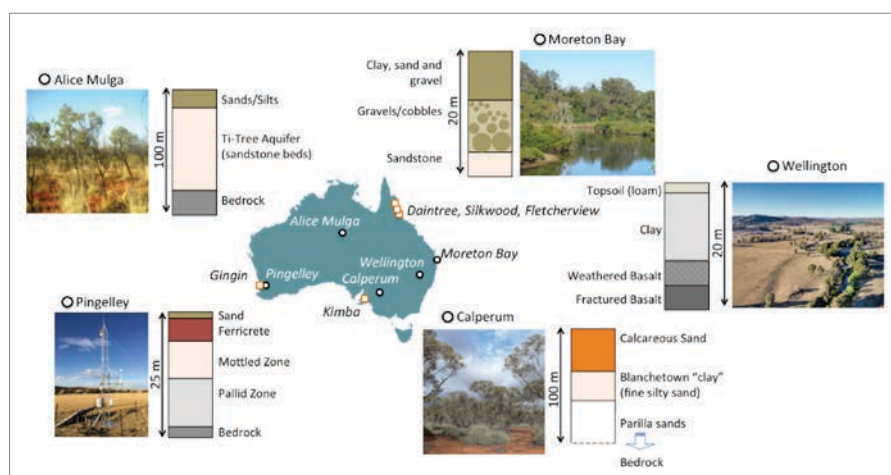 Moreton Bay
Clay, sand and
gravel
Gravels/cobbles
Sandstone
20 m
Alice Mulga
Sands/Silts
Ti-Tree Aquifer
(sandstone beds)
Bedrock
100 m
Wellington
Topsoil (loam)
Clay
Weathered Basalt
Fractured Basalt
20 m
Daintree, Silkwood, Fletcherview
Alice Mulga
Moreton Bay
Wellington
Gingin
Pingelley
Calperum
Kimba
Pingelley
Sand
Ferricrete
Mottled Zone
Pallid Zone
Bedrock
25 m
Calperum
Calcareous Sand
Blanchetown “clay”
(fine silty sand)
Parilla sands
Bedrock
100 m